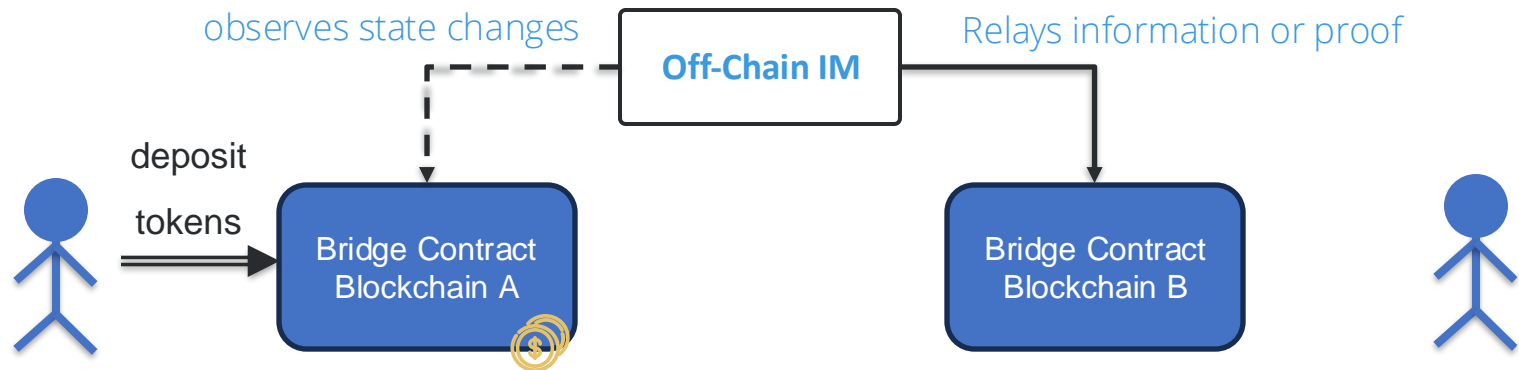 observes state changes
Off-Chain IM
Relays information or proof
deposit
tokens
Bridge Contract
Blockchain A
$
Bridge Contract
Blockchain B